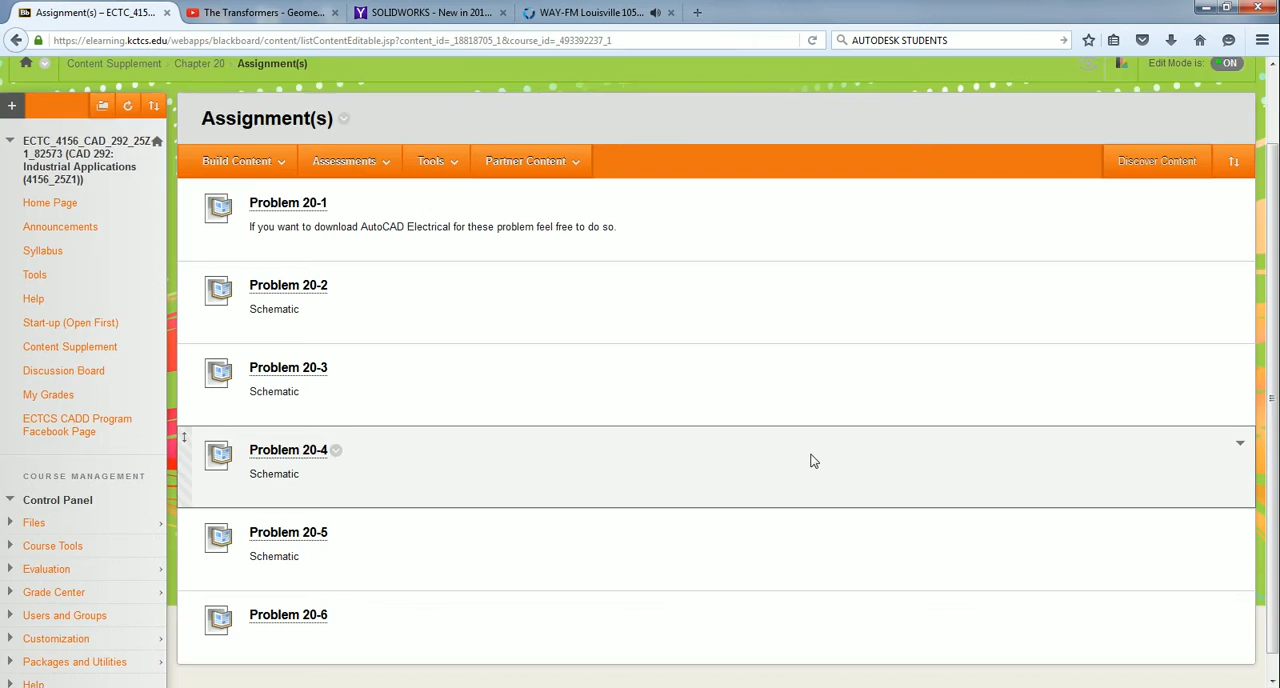 Assignment(s) – ECTC_415...
The Transformers - Geome...
SOLIDWORKS - New in 201...
WAY-FM Louisville 105...
https://elearning.kctcs.edu/webapps/blackboard/content/listContentEditable.jsp?content_id=_18818705_1&course_id=_493392237_1
AUTODESK STUDENTS
Content Supplement Chapter 20 Assignment(s)
Edit Mode is: ON
ECTC_4156_CAD_292_25Z
1_82573 (CAD 292:
Industrial Applications
(4156_25Z1))
Home Page
Announcements
Syllabus
Tools
Help
Start-up (Open First)
Content Supplement
Discussion Board
My Grades
ECTCS CADD Program
Facebook Page
COURSE MANAGEMENT
Control Panel
Files
Course Tools
Evaluation
Grade Center
Users and Groups
Customization
Packages and Utilities
Help
Assignment(s)
Build Content Assessments Tools Partner Content Discover Content
Problem 20-1
If you want to download AutoCAD Electrical for these problem feel free to do so.
Problem 20-2
Schematic
Problem 20-3
Schematic
Problem 20-4
Schematic
Problem 20-5
Schematic
Problem 20-6